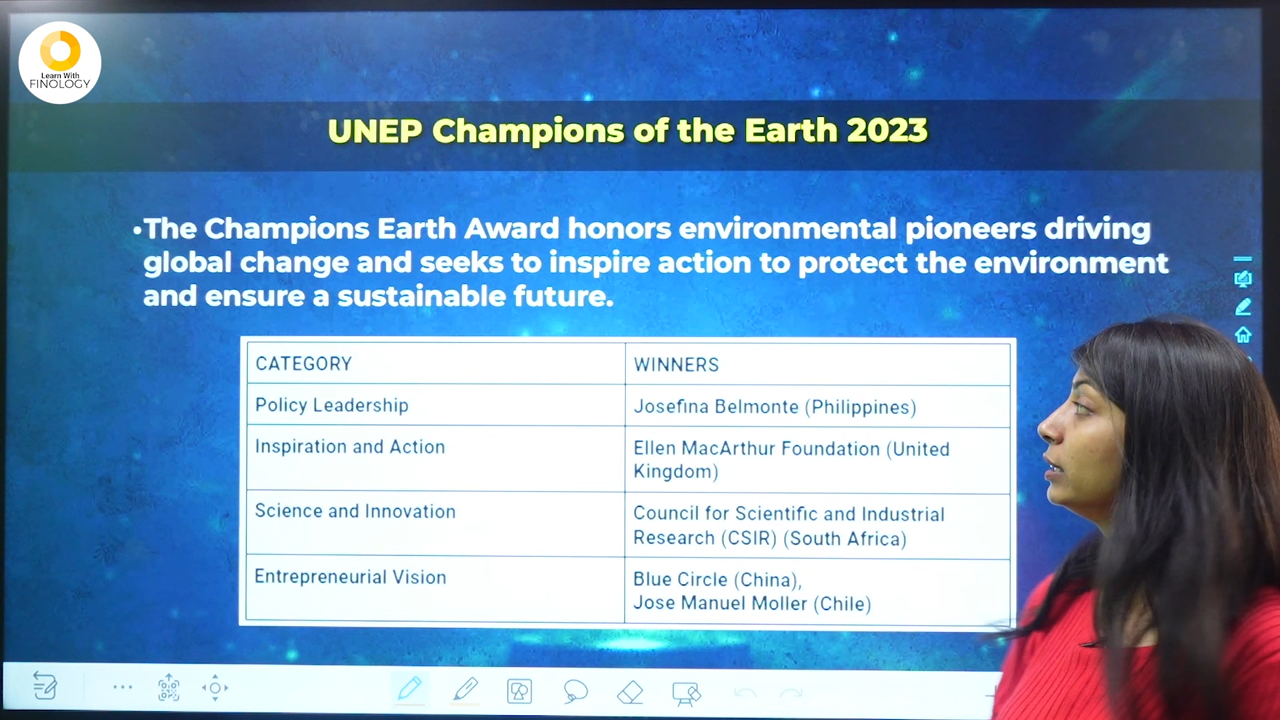 Learn With
FINOLOGY
UNEP Champions of the Earth 2023
•The Champions Earth Award honors environmental pioneers driving
global change and seeks to inspire action to protect the environment
and ensure a sustainable future.
CATEGORY
WINNERS
Policy Leadership
Josefina Belmonte (Philippines)
Inspiration and Action
Ellen MacArthur Foundation (United
Kingdom)
Science and Innovation
Council for Scientific and Industrial
Research (CSIR) (South Africa)
Entrepreneurial Vision
Blue Circle (China),
Jose Manuel Moller (Chile)